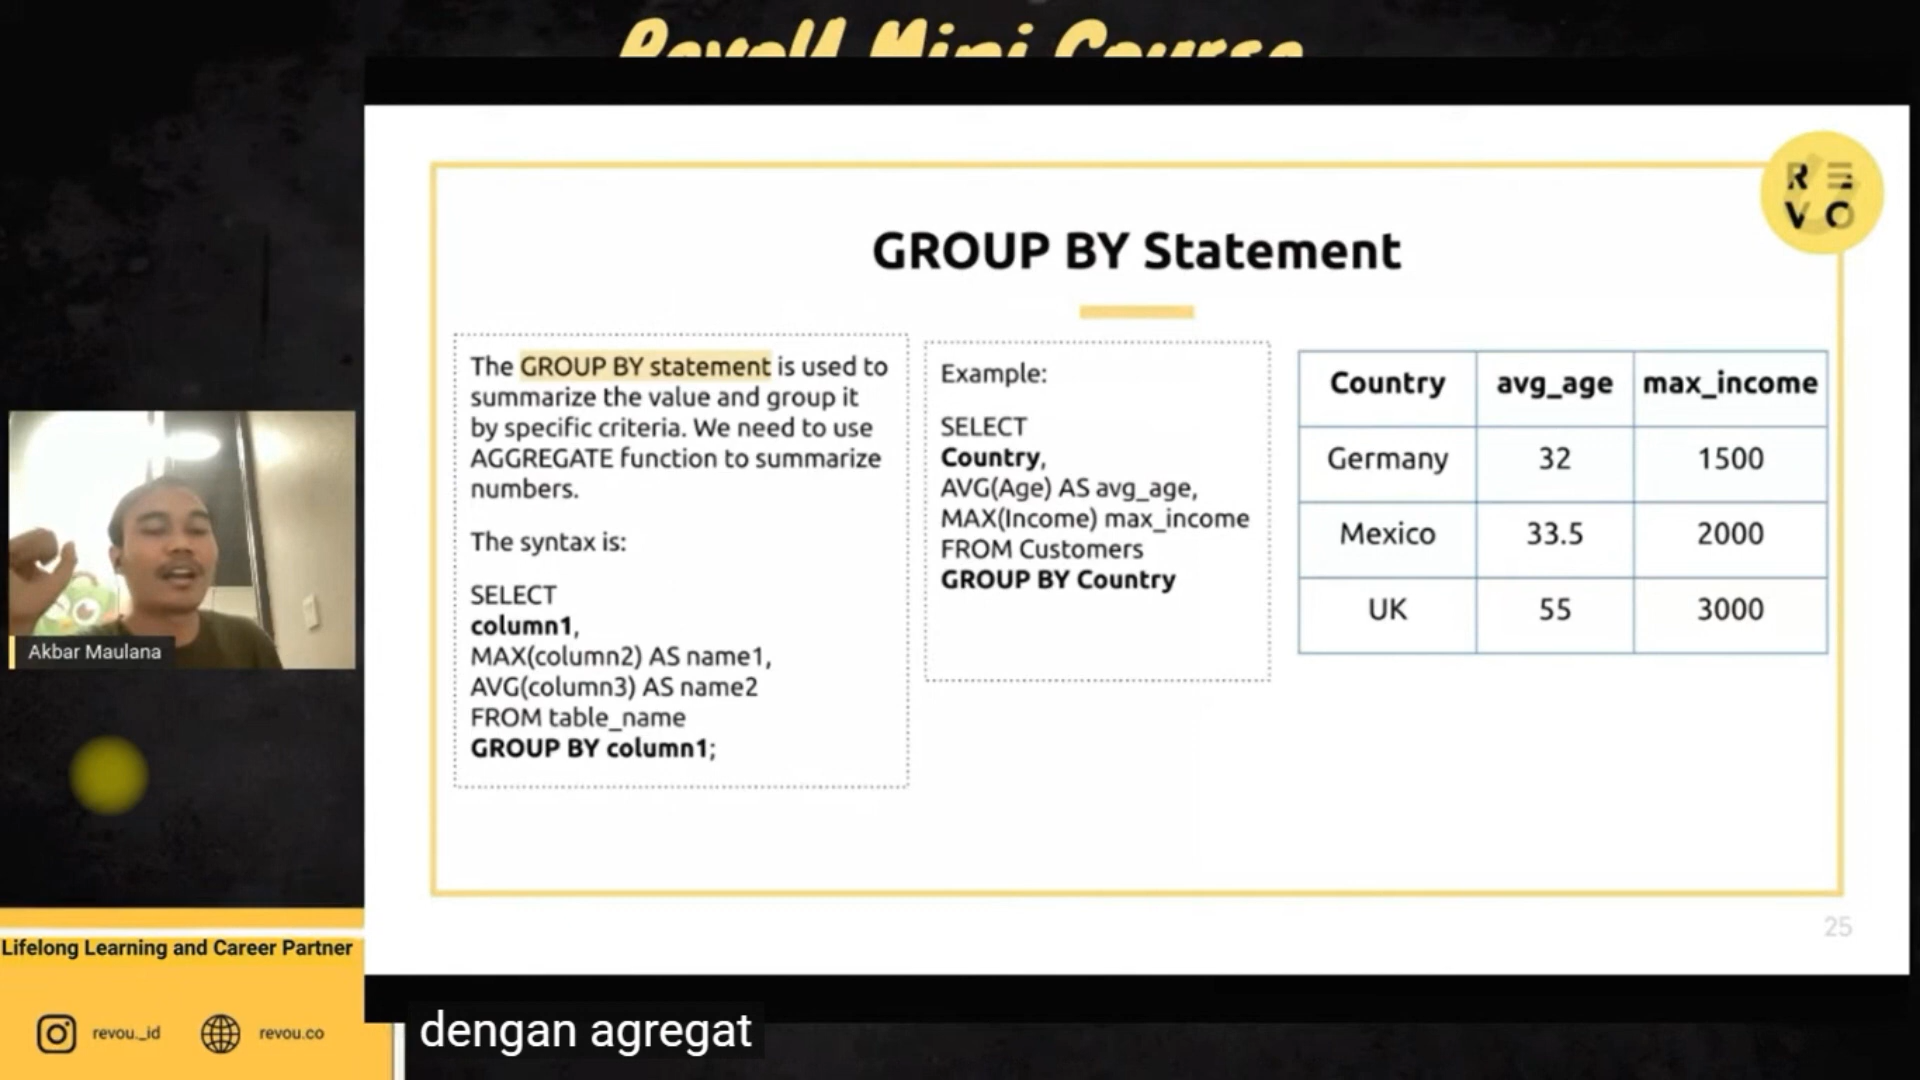 RevoU Mini Course
R E
V O
GROUP BY Statement
The GROUP BY statement is used to
summarize the value and group it
by specific criteria. We need to use
AGGREGATE function to summarize
numbers.
The syntax is:
SELECT
column1,
MAX(column2) AS name1,
AVG(column3) AS name2
FROM table_name
GROUP BY column1;
Example:
SELECT
Country,
AVG(Age) AS avg_age,
MAX(Income) max_income
FROM Customers
GROUP BY Country
Country avg_age max_income
Germany 32 1500
Mexico 33.5 2000
UK 55 3000
Akbar Maulana
25
Lifelong Learning and Career Partner
revou_id revou.co
dengan agregat